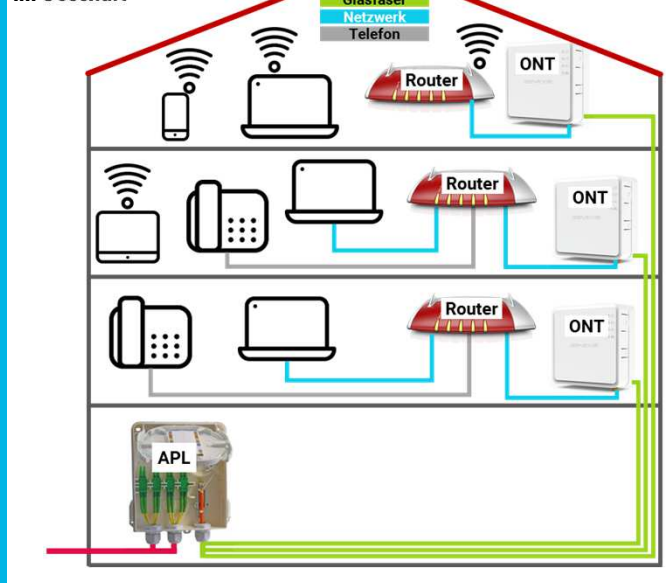 Glasfaser
Netzwerk
Telefon
Router
ONT
Router
ONT
Router
ONT
APL